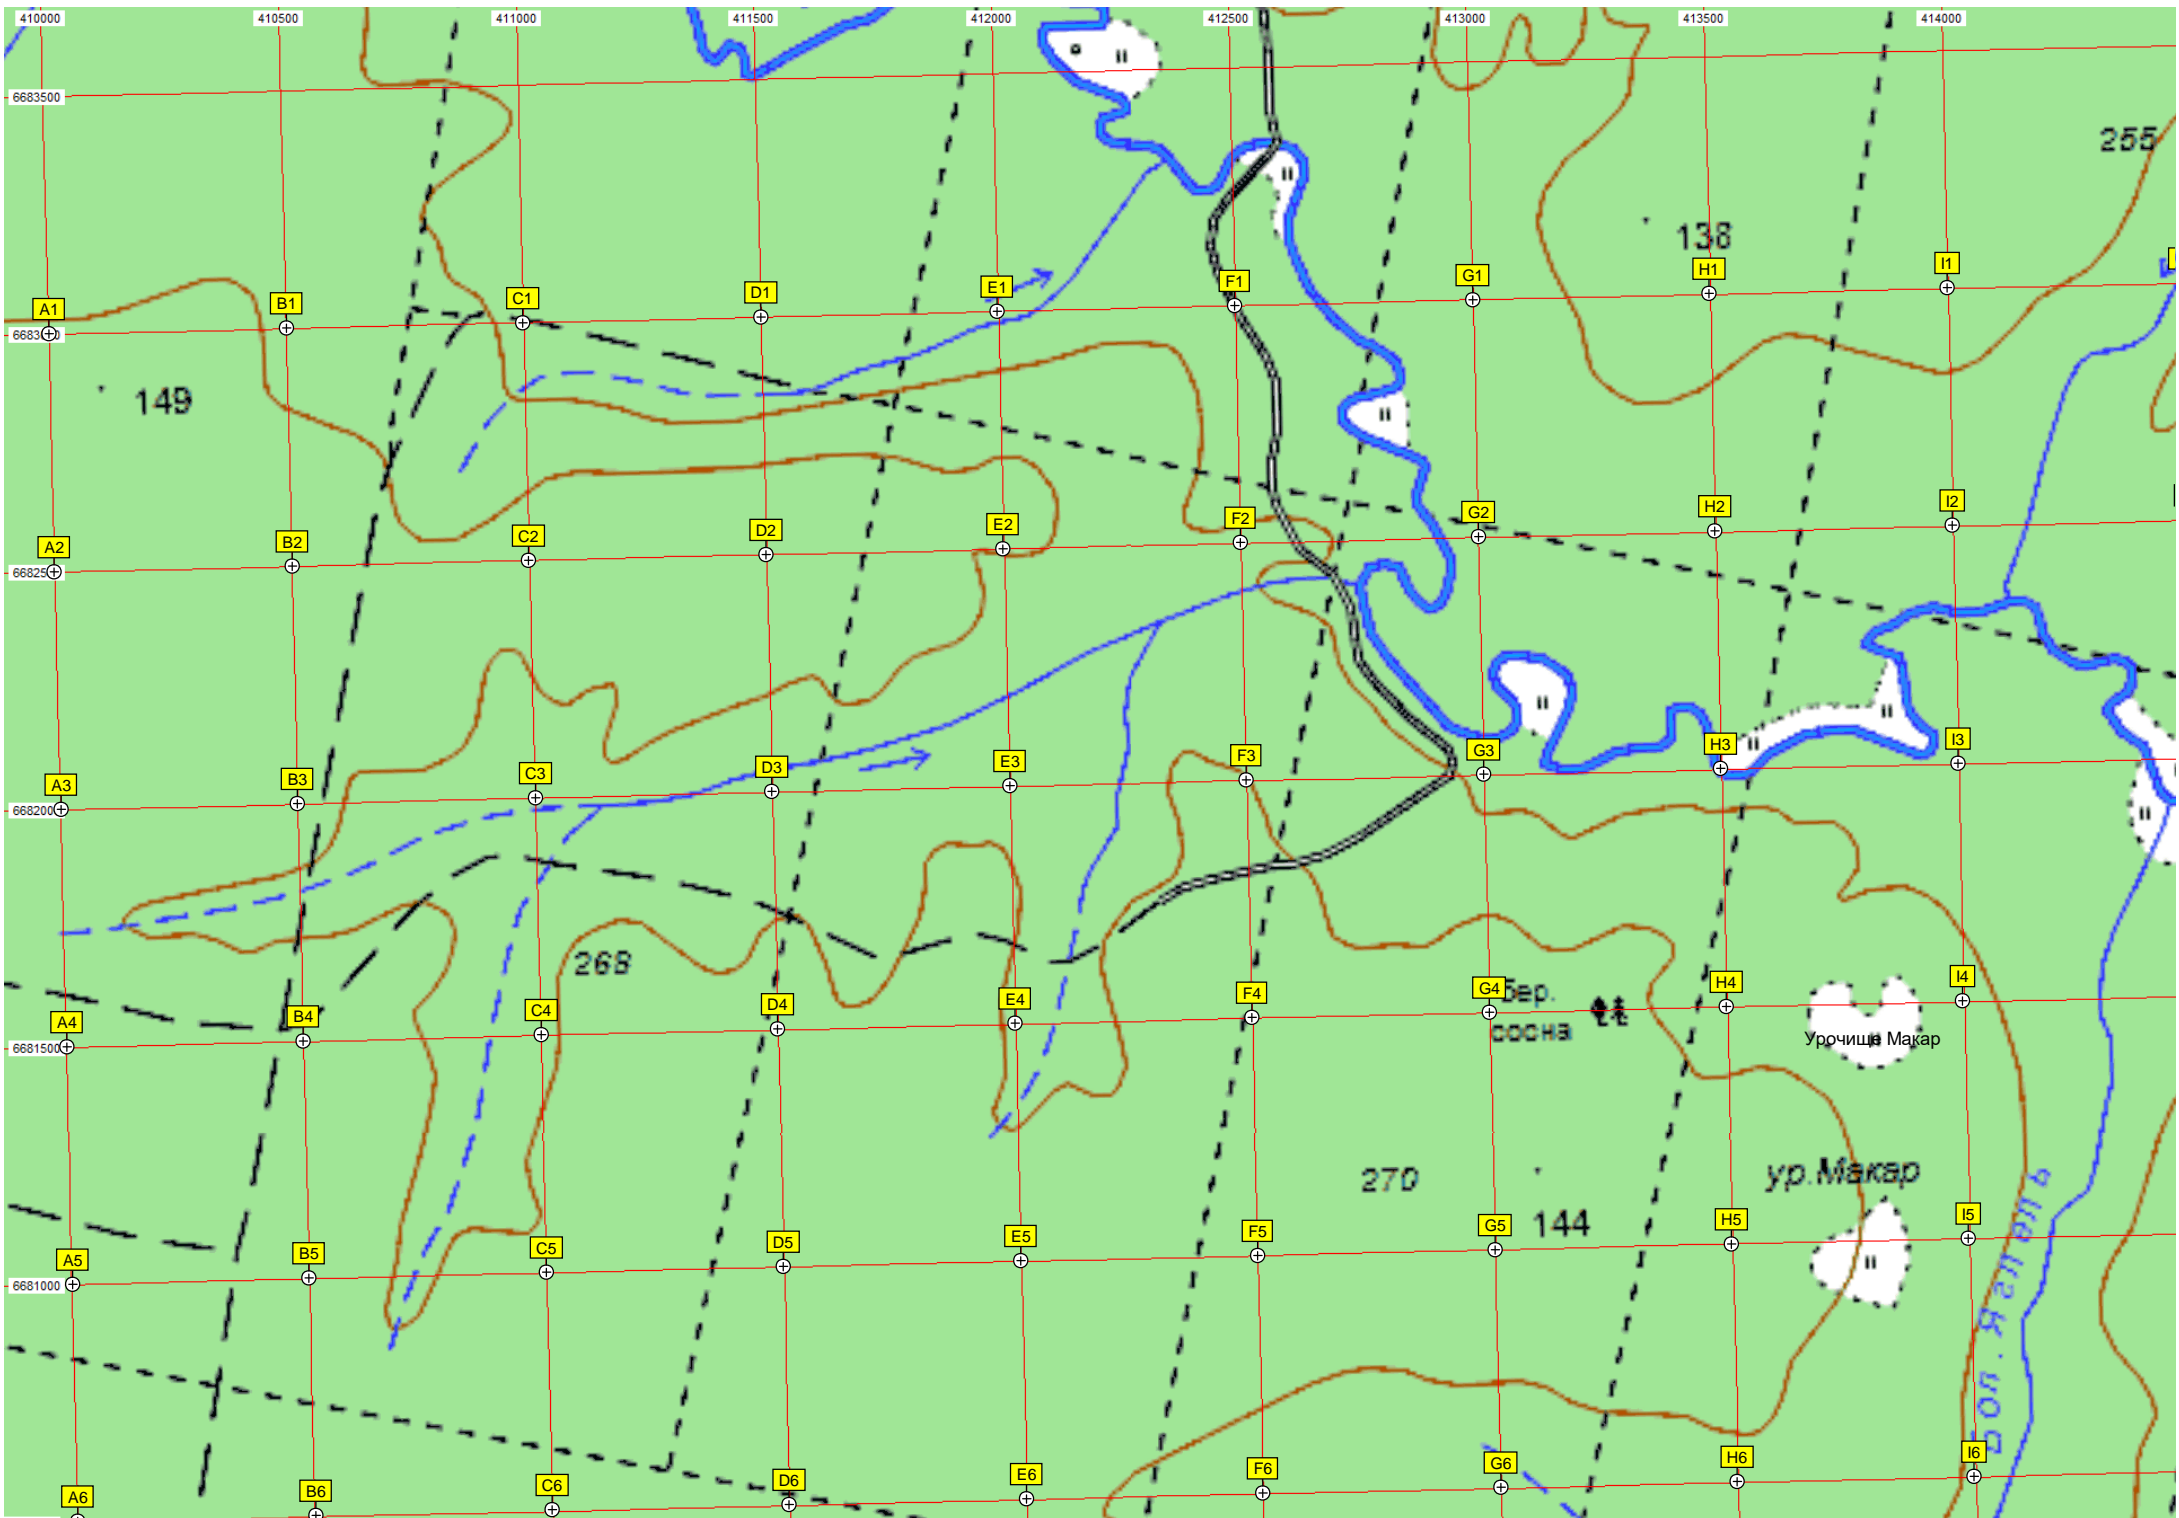 410000 410500 411000 411500 412000 412500 413000 413500 414000
6683500
255
138
A1 B1 C1 D1 E1 F1 G1 H1 I1
149
A2 B2 C2 D2 E2 F2 G2 H2 I2
A3 B3 C3 D3 E3 F3 G3 H3 I3
6682000
268
A4 B4 C4 D4 E4 F4 G4 H4 I4
бер.
сосна
6681500
Урочище Макар
270
144
ур.Макар
A5 B5 C5 D5 E5 F5 G5 H5 I5
6681000
A6 B6 C6 D6 E6 F6 G6 H6 I6